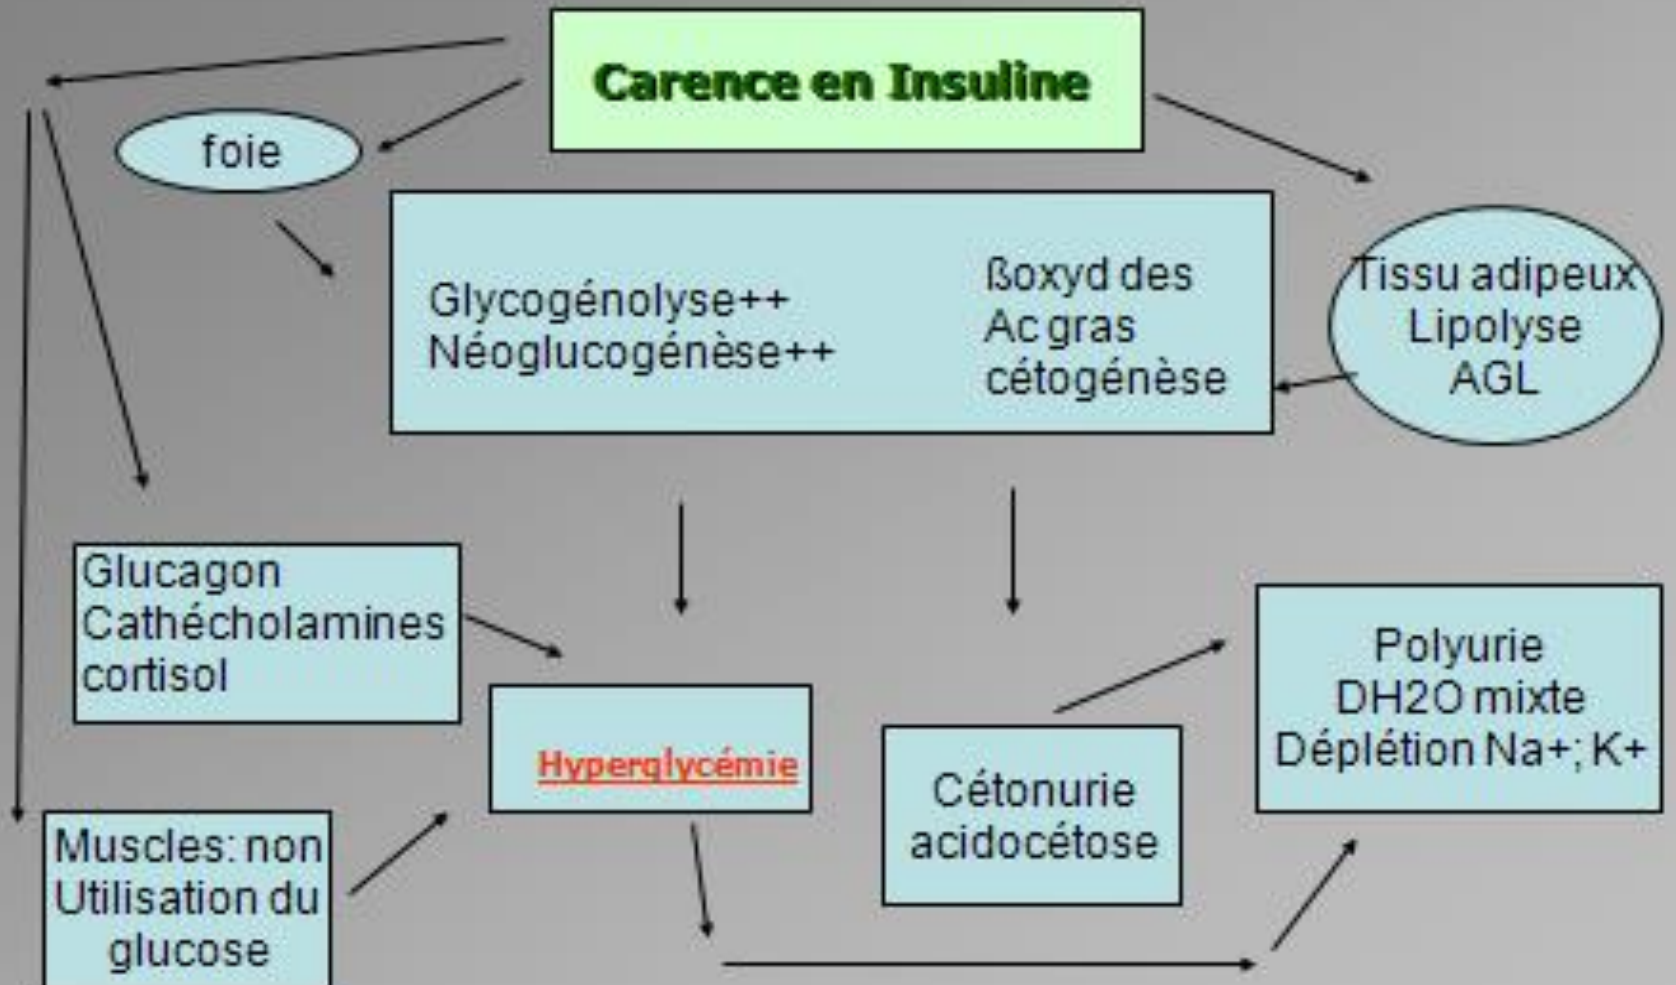 Carence en Insuline
foie
Glycogénolyse++
Néoglucogénèse++
ßoxyd des
Ac gras
cétogénèse
Tissu adipeux
Lipolyse
AGL
Glucagon
Cathécholamines
cortisol
Hyperglycémie
Cétonurie
acidocétose
Polyurie
DH2O mixte
Déplétion Na+; K+
Muscles: non
Utilisation du
glucose